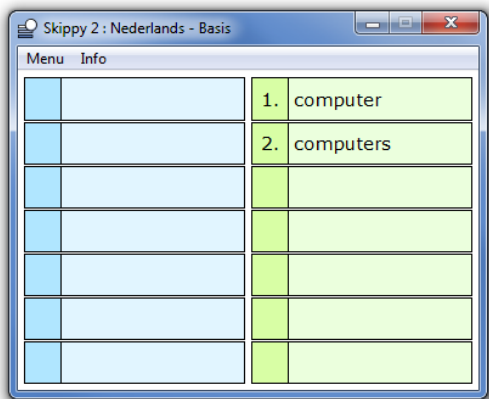 Skippy 2 : Nederlands - Basis
Menu Info
1. computer
2. computers